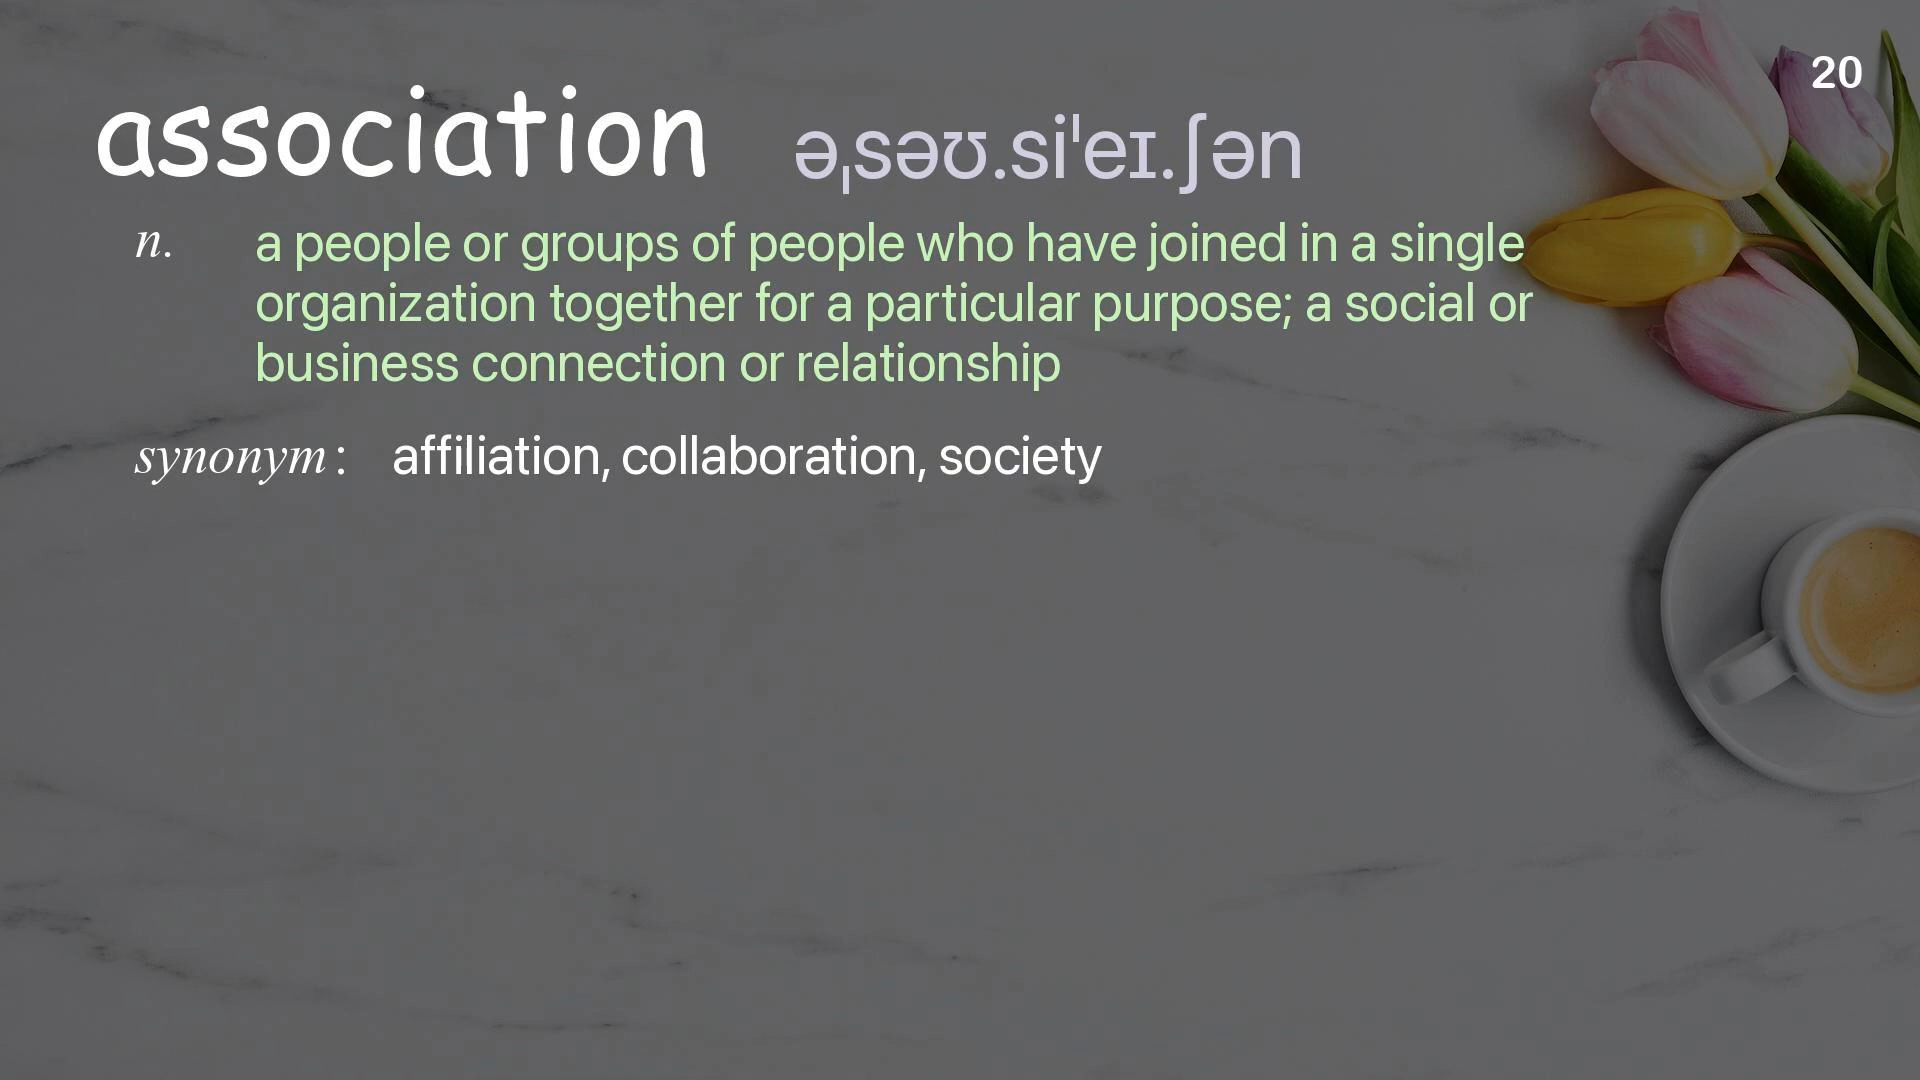 20
association əˌsəʊ.siˈeɪ.ʃən
n. a people or groups of people who have joined in a single
organization together for a particular purpose; a social or
business connection or relationship
synonym : affiliation, collaboration, society